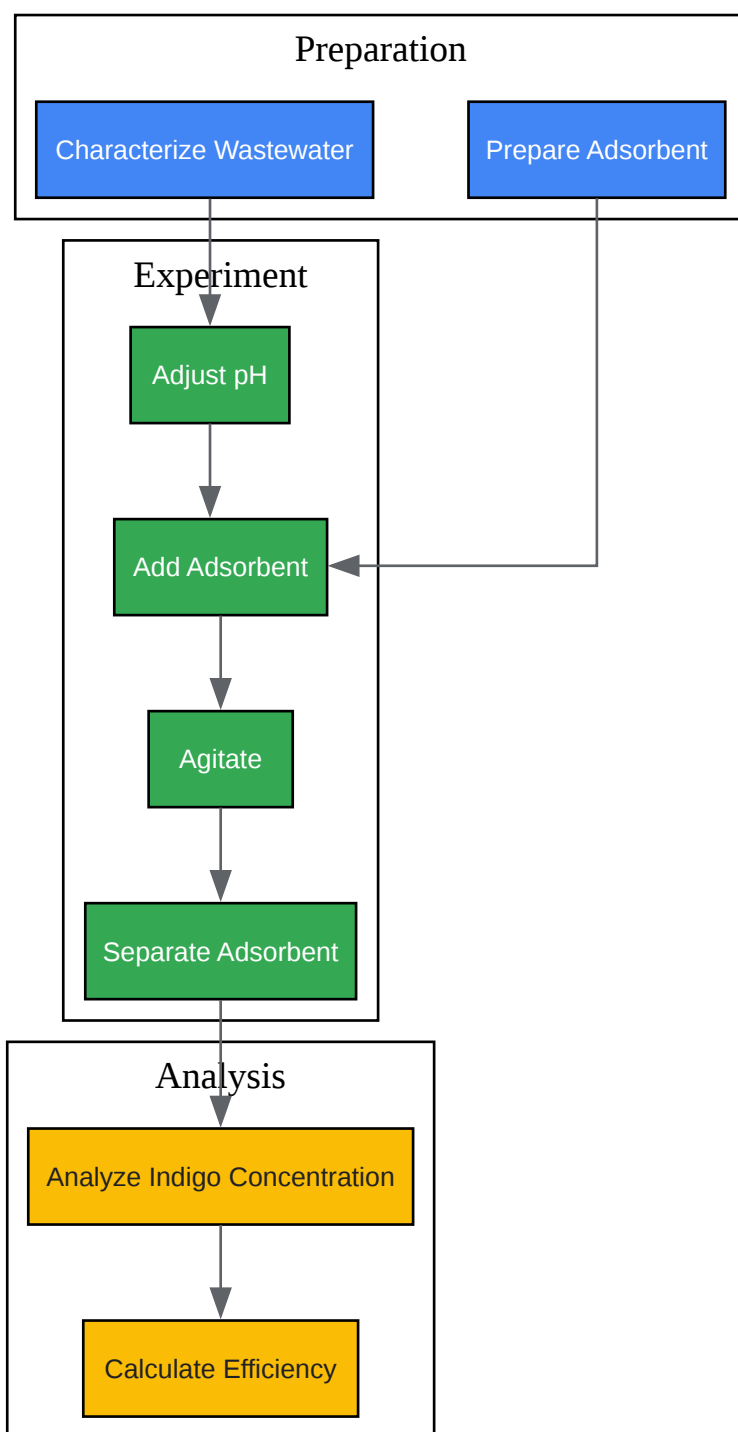 Preparation
Characterize Wastewater
Prepare Adsorbent
Experiment
Adjust pH
Add Adsorbent
Agitate
Separate Adsorbent
Analysis
Analyze Indigo Concentration
Calculate Efficiency